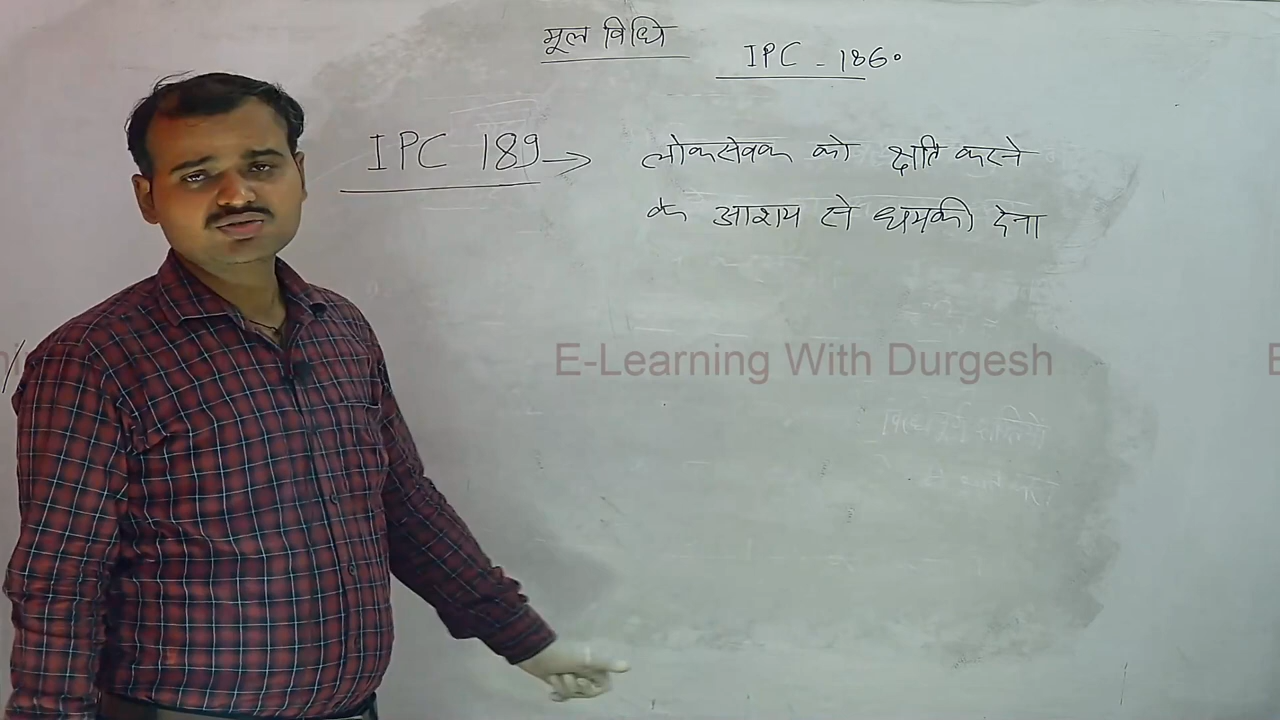 मूल विधि
IPC - 1860
IPC 189 → लोकसेवक को क्षति करने
के आशय से धमकी देना
E-Learning With Durgesh